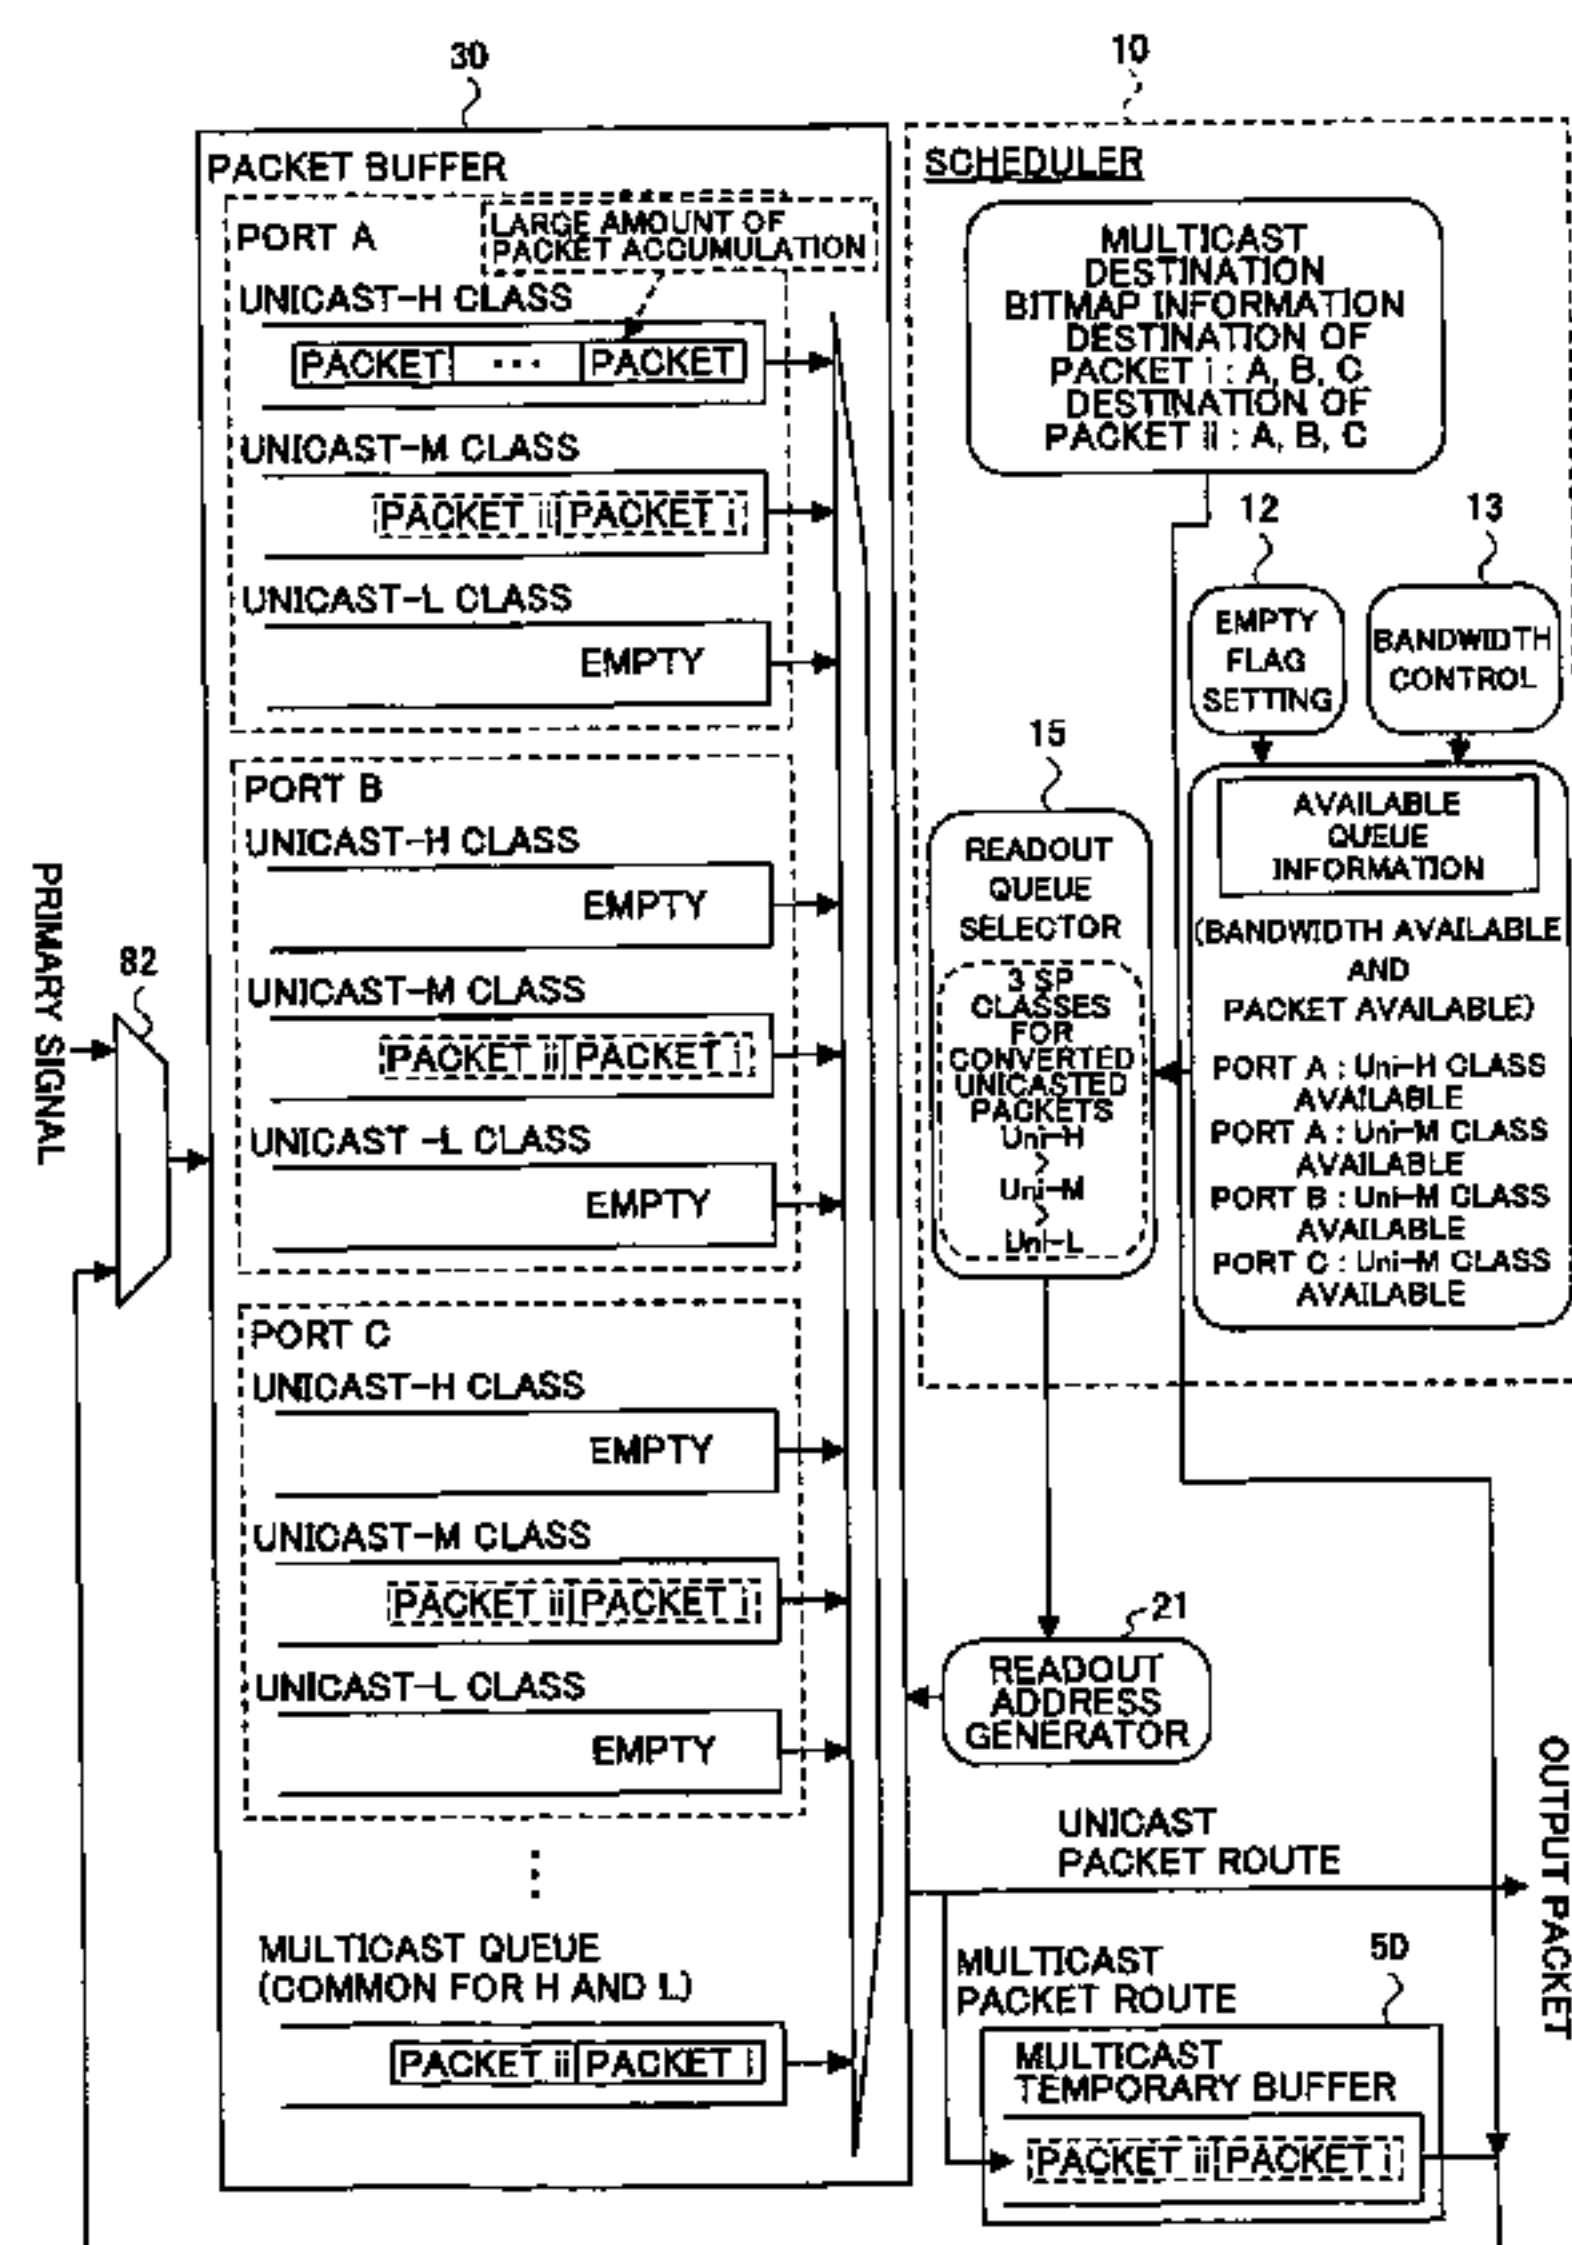 30
10
PACKET BUFFER
PORT A
LARGE AMOUNT OF
PACKET ACCUMULATION
UNICAST-H CLASS
PACKET ... PACKET
UNICAST-M CLASS
PACKET ii PACKET i
UNICAST-L CLASS
EMPTY
PORT B
UNICAST-H CLASS
EMPTY
UNICAST-M CLASS
PACKET ii PACKET i
UNICAST -L CLASS
EMPTY
PORT C
UNICAST-H CLASS
EMPTY
UNICAST-M CLASS
PACKET ii PACKET i
UNICAST-L CLASS
EMPTY
MULTICAST QUEUE
(COMMON FOR H AND L)
PACKET ii PACKET i
PRIMARY SIGNAL
82
SCHEDULER
MULTICAST
DESTINATION
BITMAP INFORMATION
DESTINATION OF
PACKET i : A, B, C
DESTINATION OF
PACKET ii : A, B, C
12
13
EMPTY
FLAG
SETTING
BANDWIDTH
CONTROL
15
READOUT
QUEUE
SELECTOR
3 SP
CLASSES
FOR
CONVERTED
UNICASTED
PACKETS
Uni-H
>
Uni-M
>
Uni-L
AVAILABLE
QUEUE
INFORMATION
(BANDWIDTH AVAILABLE
AND
PACKET AVAILABLE)
PORT A : Uni-H CLASS
AVAILABLE
PORT A : Uni-M CLASS
AVAILABLE
PORT B : Uni-M CLASS
AVAILABLE
PORT C : Uni-M CLASS
AVAILABLE
21
READOUT
ADDRESS
GENERATOR
UNICAST
PACKET ROUTE
OUTPUT PACKET
MULTICAST
PACKET ROUTE
50
MULTICAST
TEMPORARY BUFFER
PACKET ii PACKET i